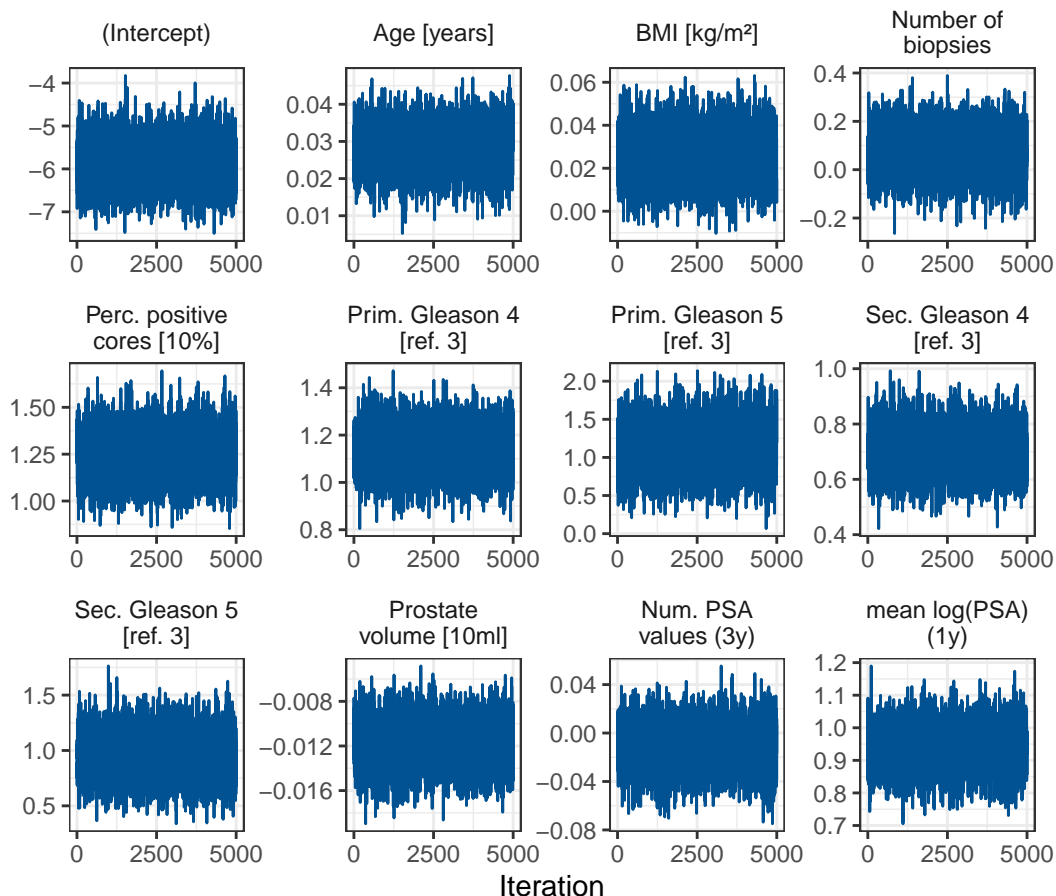 (Intercept)
Age [years]
BMI [kg/m²]
Number of
biopsies
−4
−5
−6
−7
0.04
0.03
0.02
0.01
0.06
0.04
0.02
0.00
0.4
0.2
0.0
−0.2
0 2500 5000
0 2500 5000
0 2500 5000
0 2500 5000
Perc. positive
cores [10%]
Prim. Gleason 4
[ref. 3]
Prim. Gleason 5
[ref. 3]
Sec. Gleason 4
[ref. 3]
1.50
1.25
1.00
1.4
1.2
1.0
0.8
2.0
1.5
1.0
0.5
0.0
1.0
0.8
0.6
0.4
0 2500 5000
0 2500 5000
0 2500 5000
0 2500 5000
Sec. Gleason 5
[ref. 3]
Prostate
volume [10ml]
Num. PSA
values (3y)
mean log(PSA)
(1y)
1.5
1.0
0.5
−0.008
−0.012
−0.016
0.04
0.00
−0.04
−0.08
1.2
1.1
1.0
0.9
0.8
0.7
0 2500 5000
0 2500 5000
0 2500 5000
0 2500 5000
Iteration